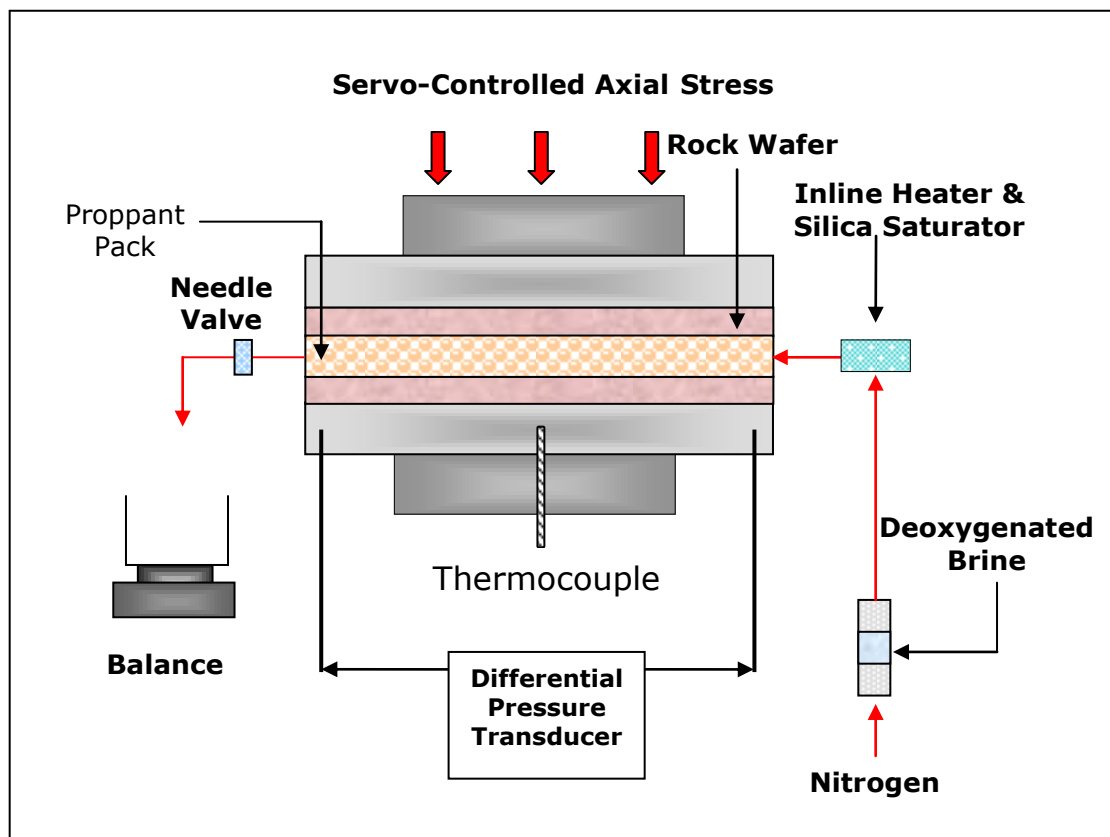 Servo-Controlled Axial Stress
Rock Wafer
Inline Heater &
Silica Saturator
Proppant
Pack
Needle
Valve
Deoxygenated
Brine
Thermocouple
Balance
Differential
Pressure
Transducer
Nitrogen